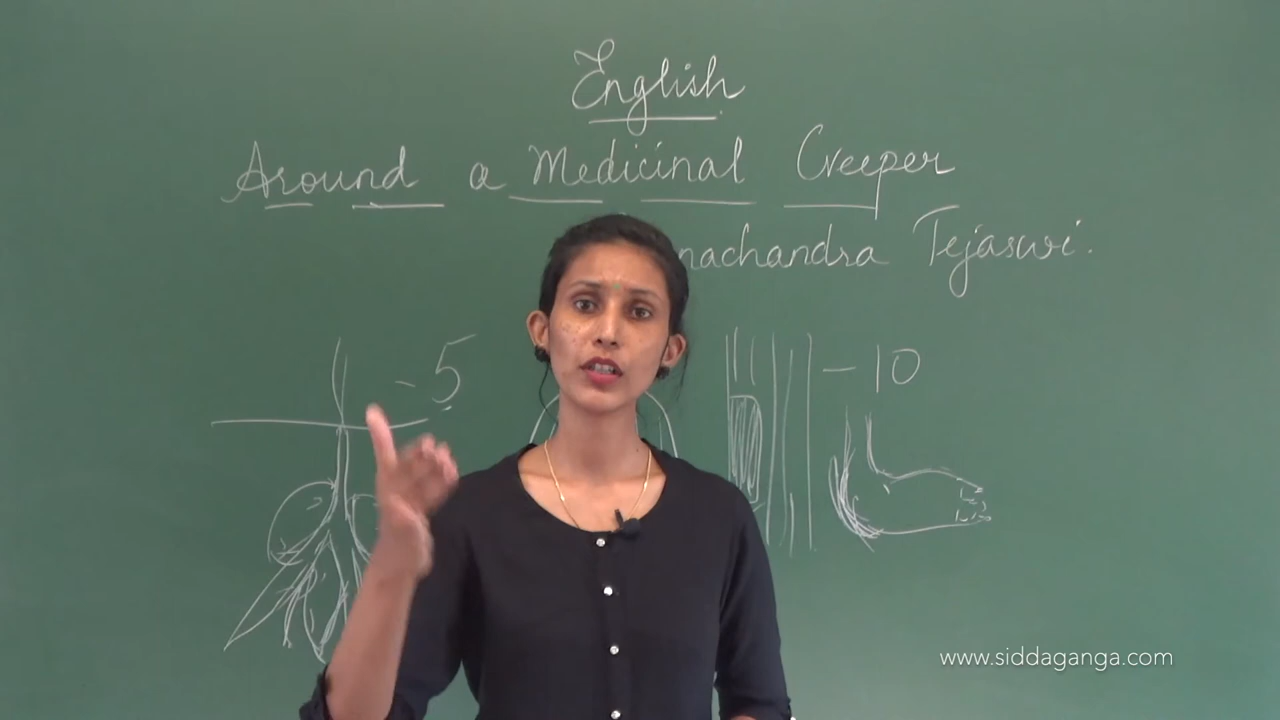 English
Around a Medicinal Creeper
nachandra Tejaswi.
- 5
- 10
www.siddaganga.com